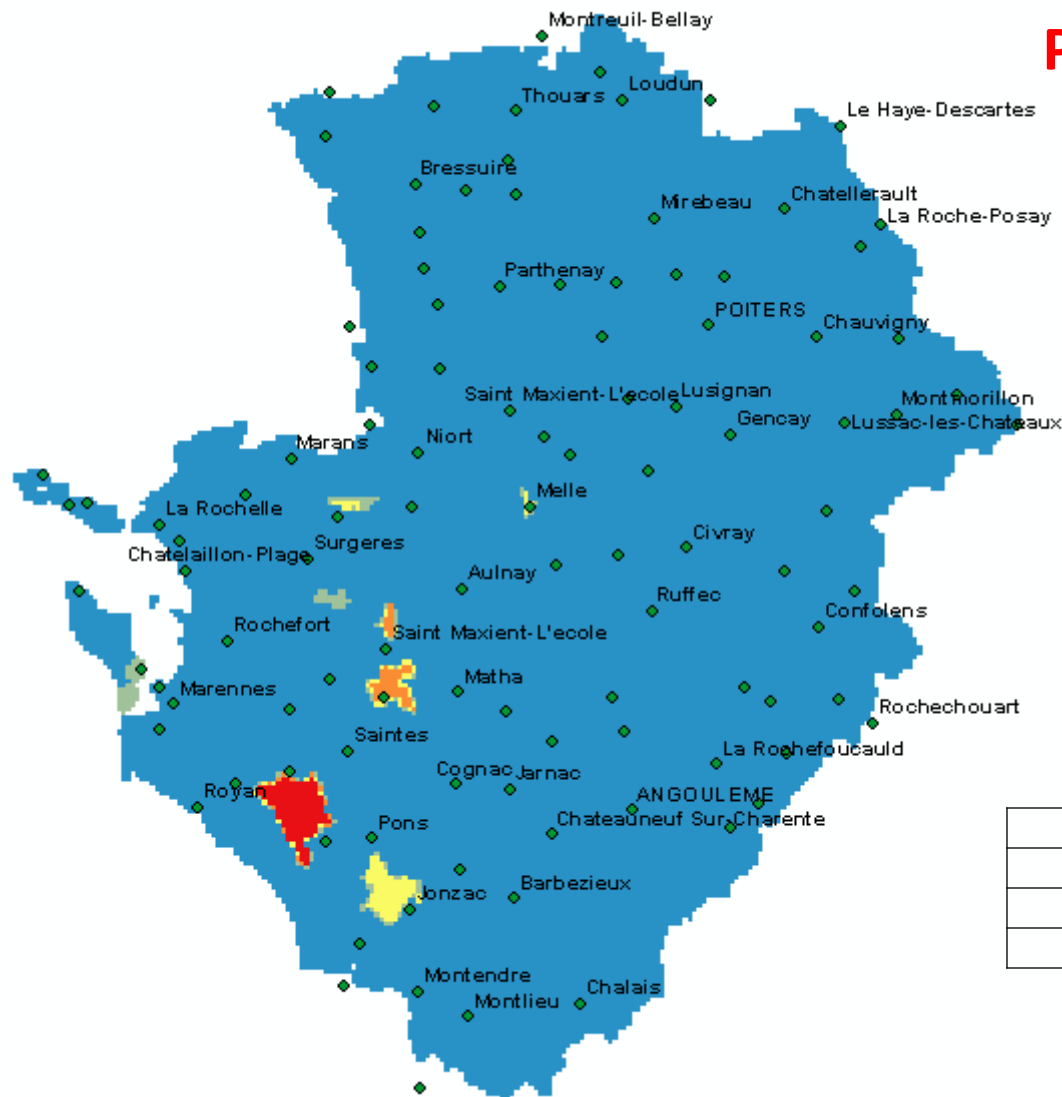 Montreuil-Bellay
P
Thouars
Loudun
Le Haye-Descartes
Bressuire
Mirebeau
Chatellerault
La Roche-Posay
Parthenay
POITERS
Chauvigny
Saint Maxient-L'ecole
Lusignan
Montmorillon
Gencay
Lussac-les-Chateaux
Marans
Niort
Melle
La Rochelle
Surgeres
Civray
Chatelaillon-Plage
Aulnay
Ruffec
Confolens
Rochefort
Saint Maxient-L'ecole
Marennes
Matha
Rochechouart
Saintes
La Rochefoucauld
Cognac
Jarnac
Royan
ANGOULEME
Pons
Chateauneuf Sur-Charente
Jonzac
Barbezieux
Montendre
Montlieu
Chalais